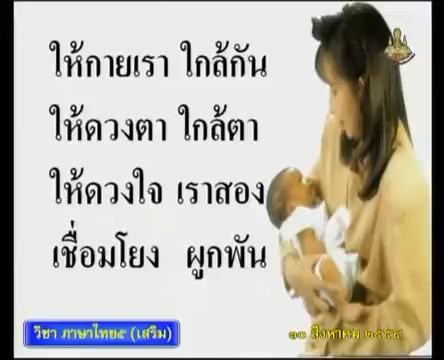 ให้กายเรา ใกล้กัน
ให้ดวงตา ใกล้ตา
ให้ดวงใจ เราสอง
เชื่อมโยง ผูกพัน
วิชา ภาษาไทย๕ (เสริม)
๑๐ สิงหาคม ๒๕๕๔